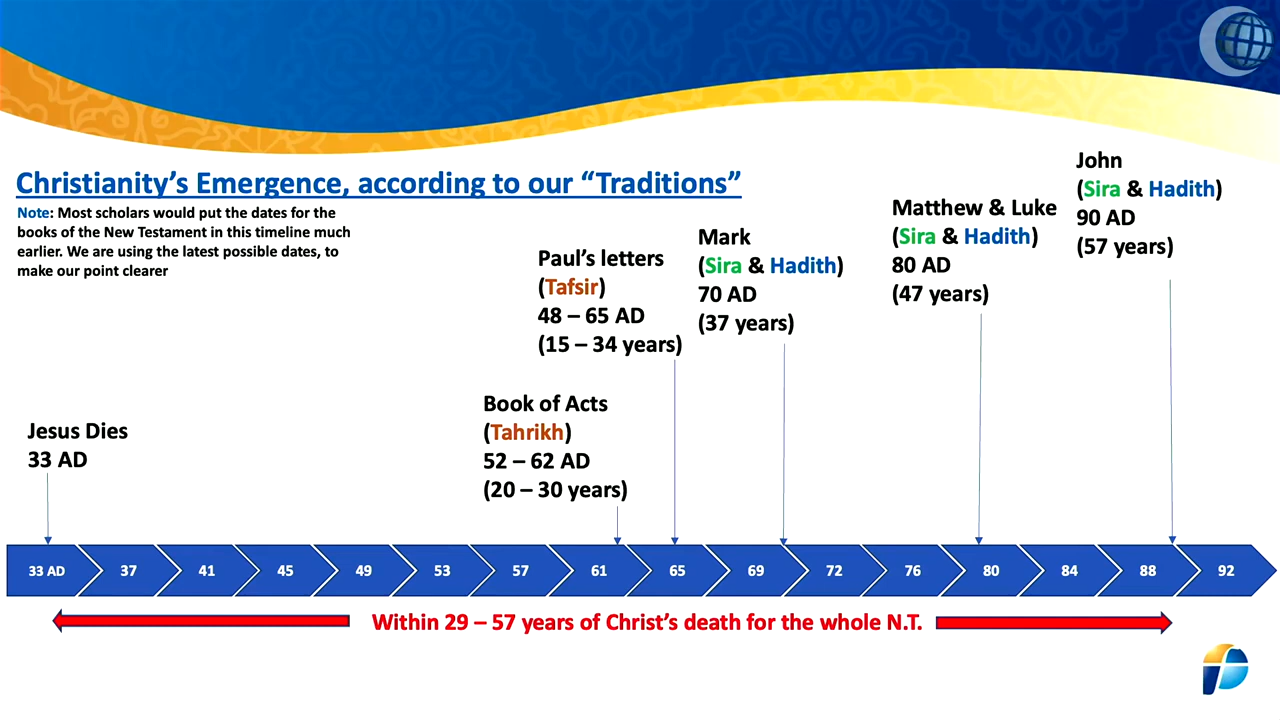 Christianity's Emergence, according to our “Traditions”
Note: Most scholars would put the dates for the
books of the New Testament in this timeline much
earlier. We are using the latest possible dates, to
make our point clearer
Jesus Dies
33 AD
Book of Acts
(Tahrikh)
52 – 62 AD
(20 – 30 years)
Paul's letters
(Tafsir)
48 – 65 AD
(15 – 34 years)
Mark
(Sira & Hadith)
70 AD
(37 years)
Matthew & Luke
(Sira & Hadith)
80 AD
(47 years)
John
(Sira & Hadith)
90 AD
(57 years)
33 AD 37 41 45 49 53 57 61 65 69 72 76 80 84 88 92
Within 29 – 57 years of Christ's death for the whole N.T.